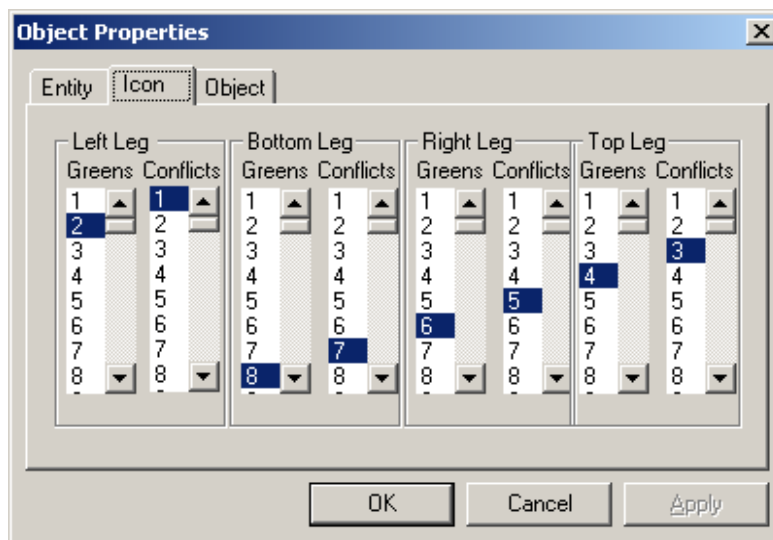 Object Properties
Entity Icon Object
Left Leg Bottom Leg Right Leg Top Leg
Greens Conflicts Greens Conflicts Greens Conflicts Greens Conflicts
1 1 1 1 1 1 1 1
2 2 2 2 2 2 2 2
3 3 3 3 3 3 3 3
4 4 4 4 4 4 4 4
5 5 5 5 5 5 5 5
6 6 6 6 6 6 6 6
7 7 7 7 7 7 7 7
8 8 8 8 8 8 8 8
OK Cancel Apply